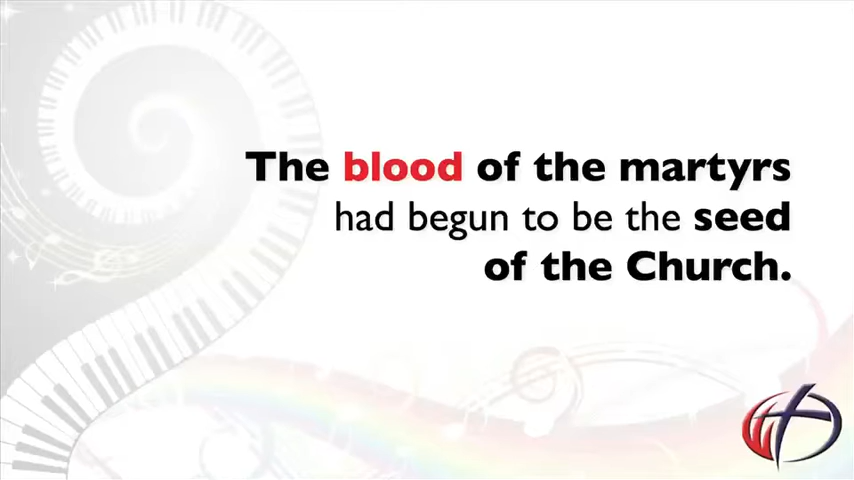 The blood of the martyrs
had begun to be the seed
of the Church.